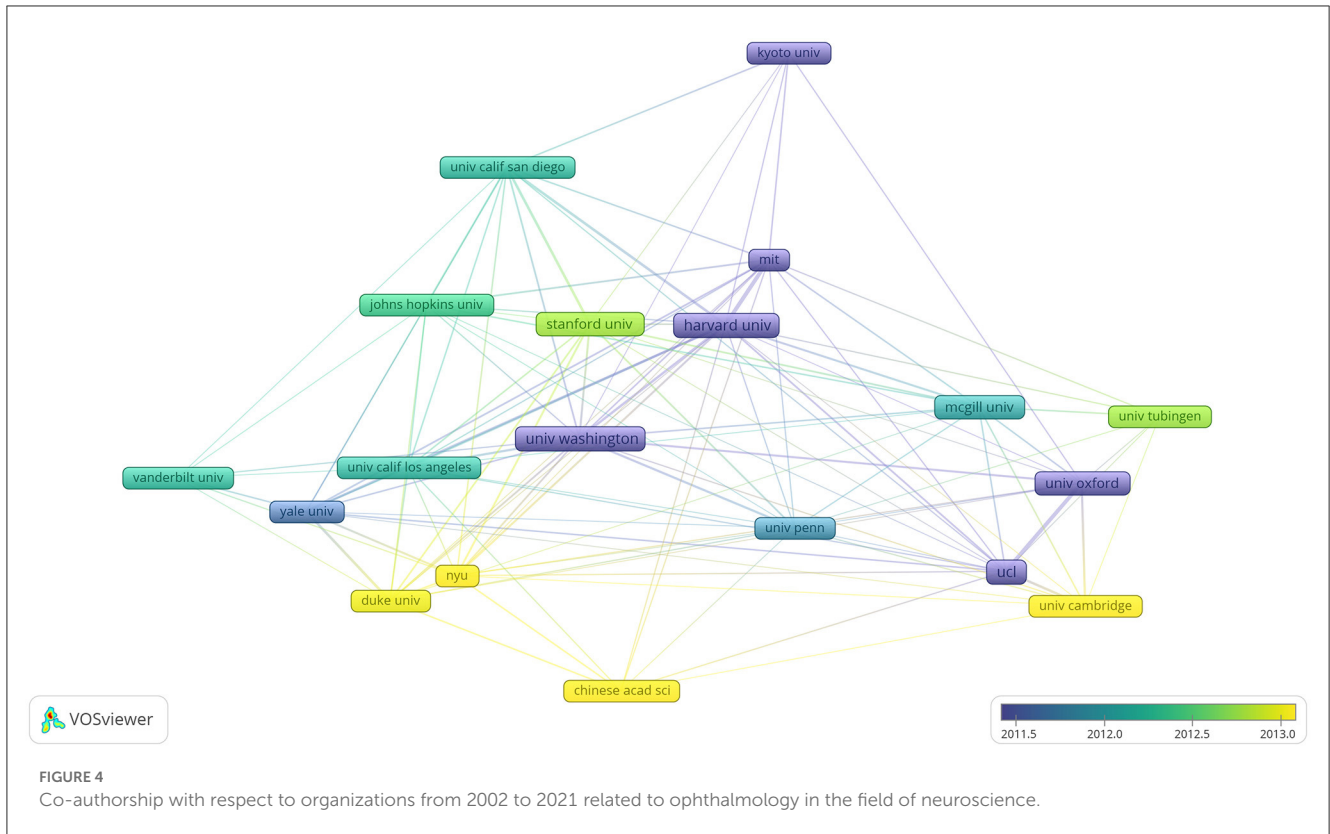 kyoto univ
univ calif san diego
mit
johns hopkins univ
stanford univ
harvard univ
mcgill univ
univ tubingen
univ washington
univ calif los angeles
vanderbilt univ
univ oxford
yale univ
univ penn
ucl
nyu
duke univ
univ cambridge
chinese acad sci
VOSviewer
2011.5 2012.0 2012.5 2013.0
FIGURE 4
Co-authorship with respect to organizations from 2002 to 2021 related to ophthalmology in the field of neuroscience.